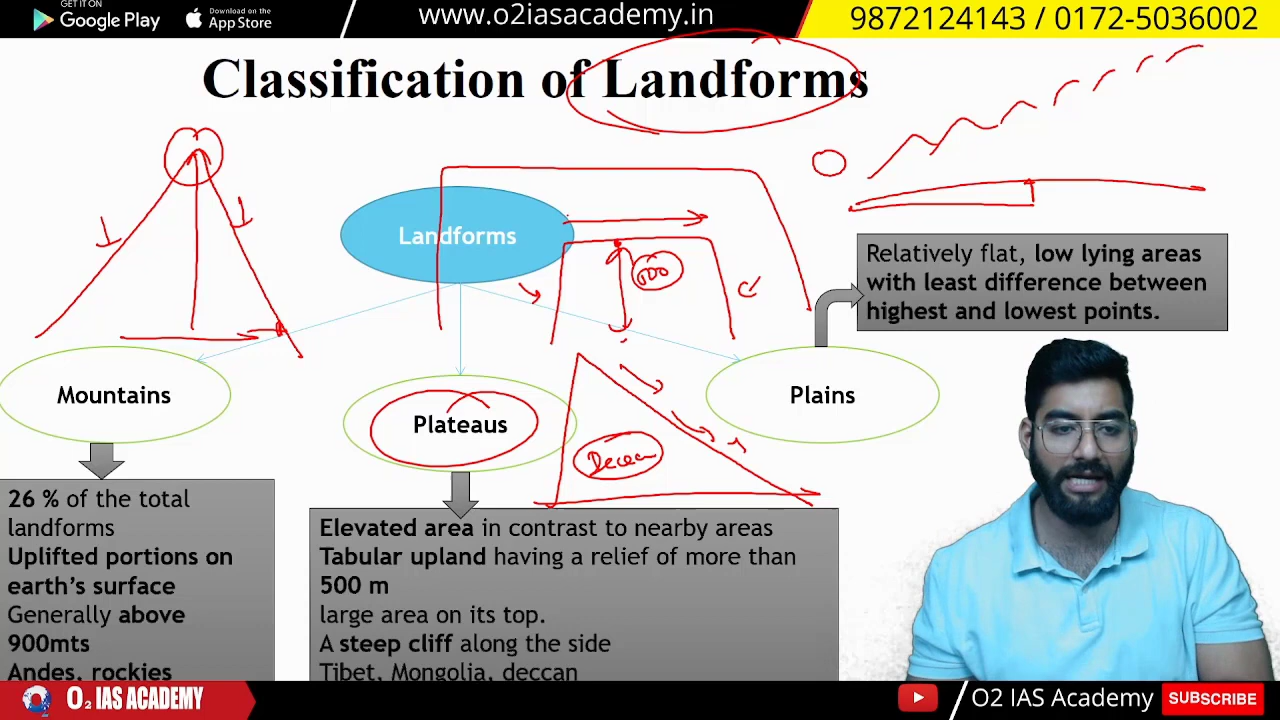 GET IT ON
Google Play
Download on the
App Store
www.o2iasacademy.in
9872124143 / 0172-5036002
Classification of Landforms
Landforms
500
Relatively flat, low lying areas
with least difference between
highest and lowest points.
Mountains
Plateaus
Plains
Deccan
26 % of the total
landforms
Uplifted portions on
earth's surface
Generally above
900mts
Andes, rockies
Elevated area in contrast to nearby areas
Tabular upland having a relief of more than
500 m
large area on its top.
A steep cliff along the side
Tibet, Mongolia, deccan
O2 IAS ACADEMY
O2 IAS Academy
SUBSCRIBE